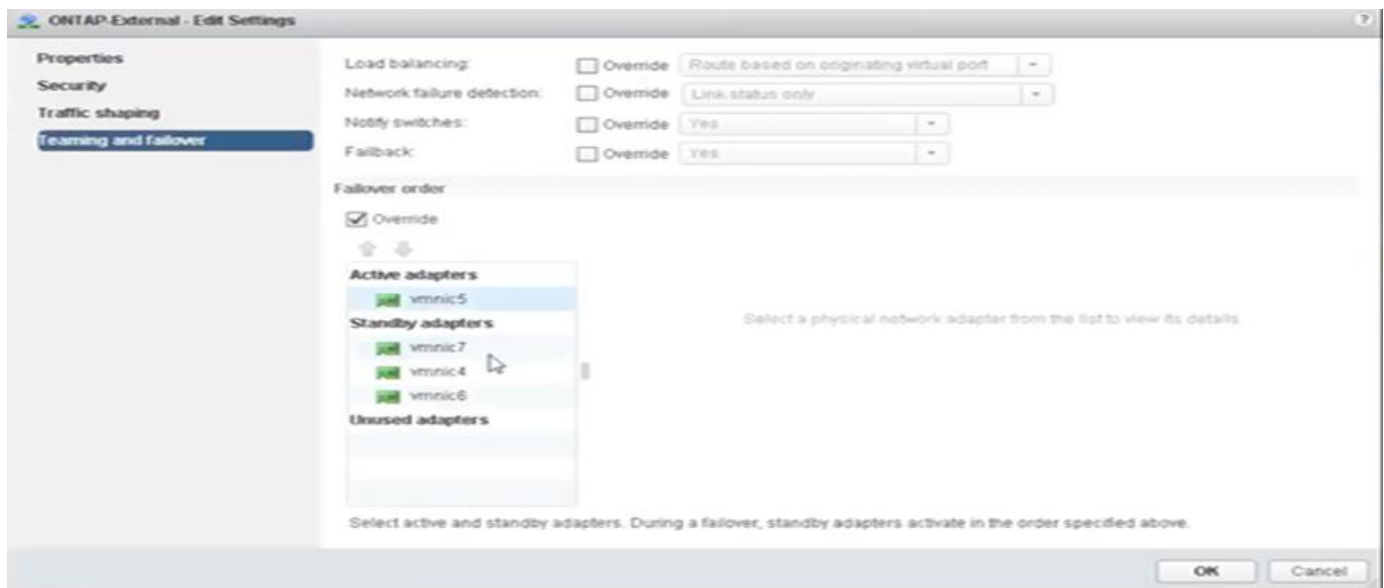 ONTAP-External - Edit Settings
?
Properties
Security
Traffic shaping
Teaming and failover
Load balancing: Override Route based on originating virtual port
Network failure detection: Override Link status only
Notify switches: Override Yes
Failback: Override Yes
Failover order
Override
Active adapters
vmnic5
Standby adapters
vmnic7
vmnic4
vmnic6
Unused adapters
Select a physical network adapter from the list to view its details.
Select active and standby adapters. During a failover, standby adapters activate in the order specified above.
OK Cancel